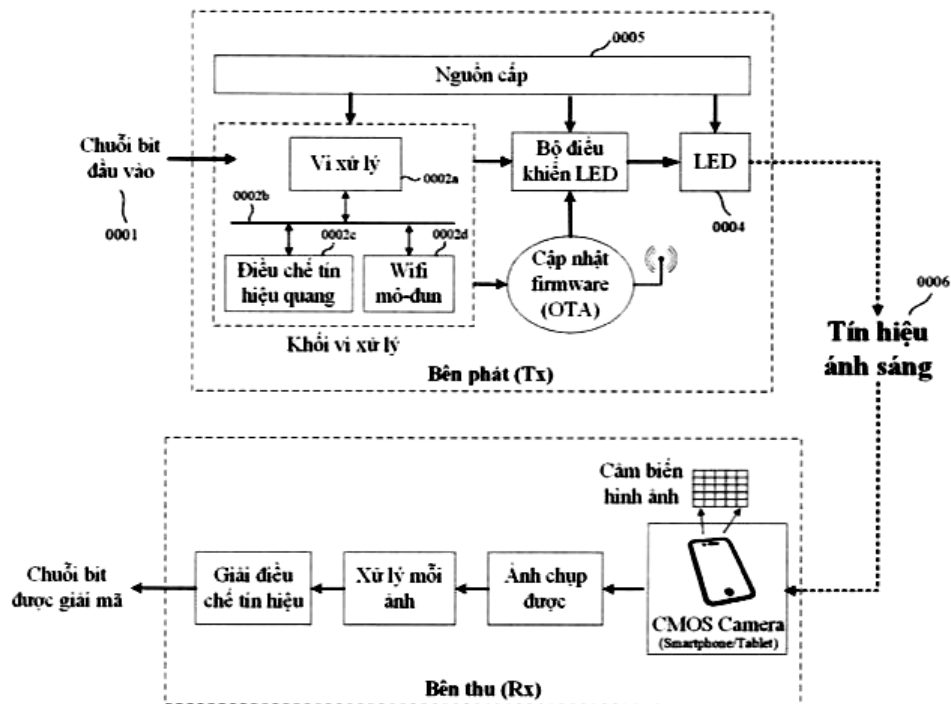 0005
Nguồn cấp
Chuỗi bit
đầu vào
0001
Vi xử lý
0002a
0002b
0002c
0002d
Điều chế tín
hiệu quang
Wifi
mô-đun
Khối vi xử lý
Bộ điều
khiển LED
LED
0004
Cập nhật
firmware
(OTA)
Bên phát (Tx)
0006
Tín hiệu
ánh sáng
Cảm biến
hình ảnh
CMOS Camera
(Smartphone/Tablet)
Ảnh chụp
được
Xử lý mỗi
ảnh
Giải điều
chế tín hiệu
Chuỗi bit
được giải mã
Bên thu (Rx)